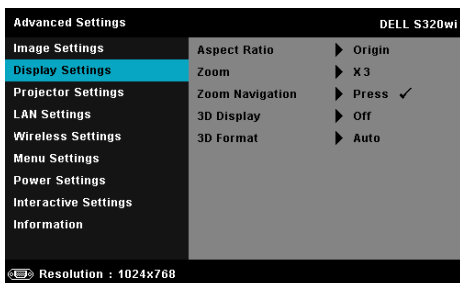 Advanced Settings DELL S320wi
Image Settings
Display Settings
Projector Settings
LAN Settings
Wireless Settings
Menu Settings
Power Settings
Interactive Settings
Information
Aspect Ratio Origin
Zoom X3
Zoom Navigation Press ✓
3D Display Off
3D Format Auto
Resolution : 1024x768